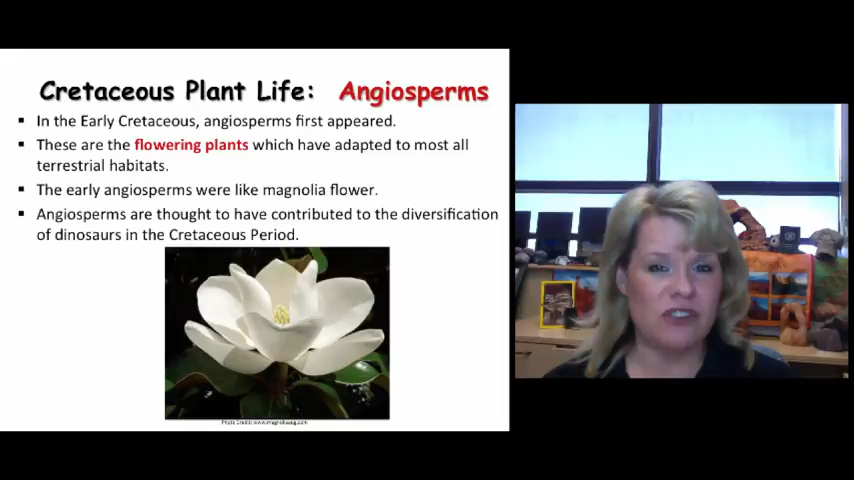 Cretaceous Plant Life: Angiosperms
▪ In the Early Cretaceous, angiosperms first appeared.
▪ These are the flowering plants which have adapted to most all
terrestrial habitats.
▪ The early angiosperms were like magnolia flower.
▪ Angiosperms are thought to have contributed to the diversification
of dinosaurs in the Cretaceous Period.